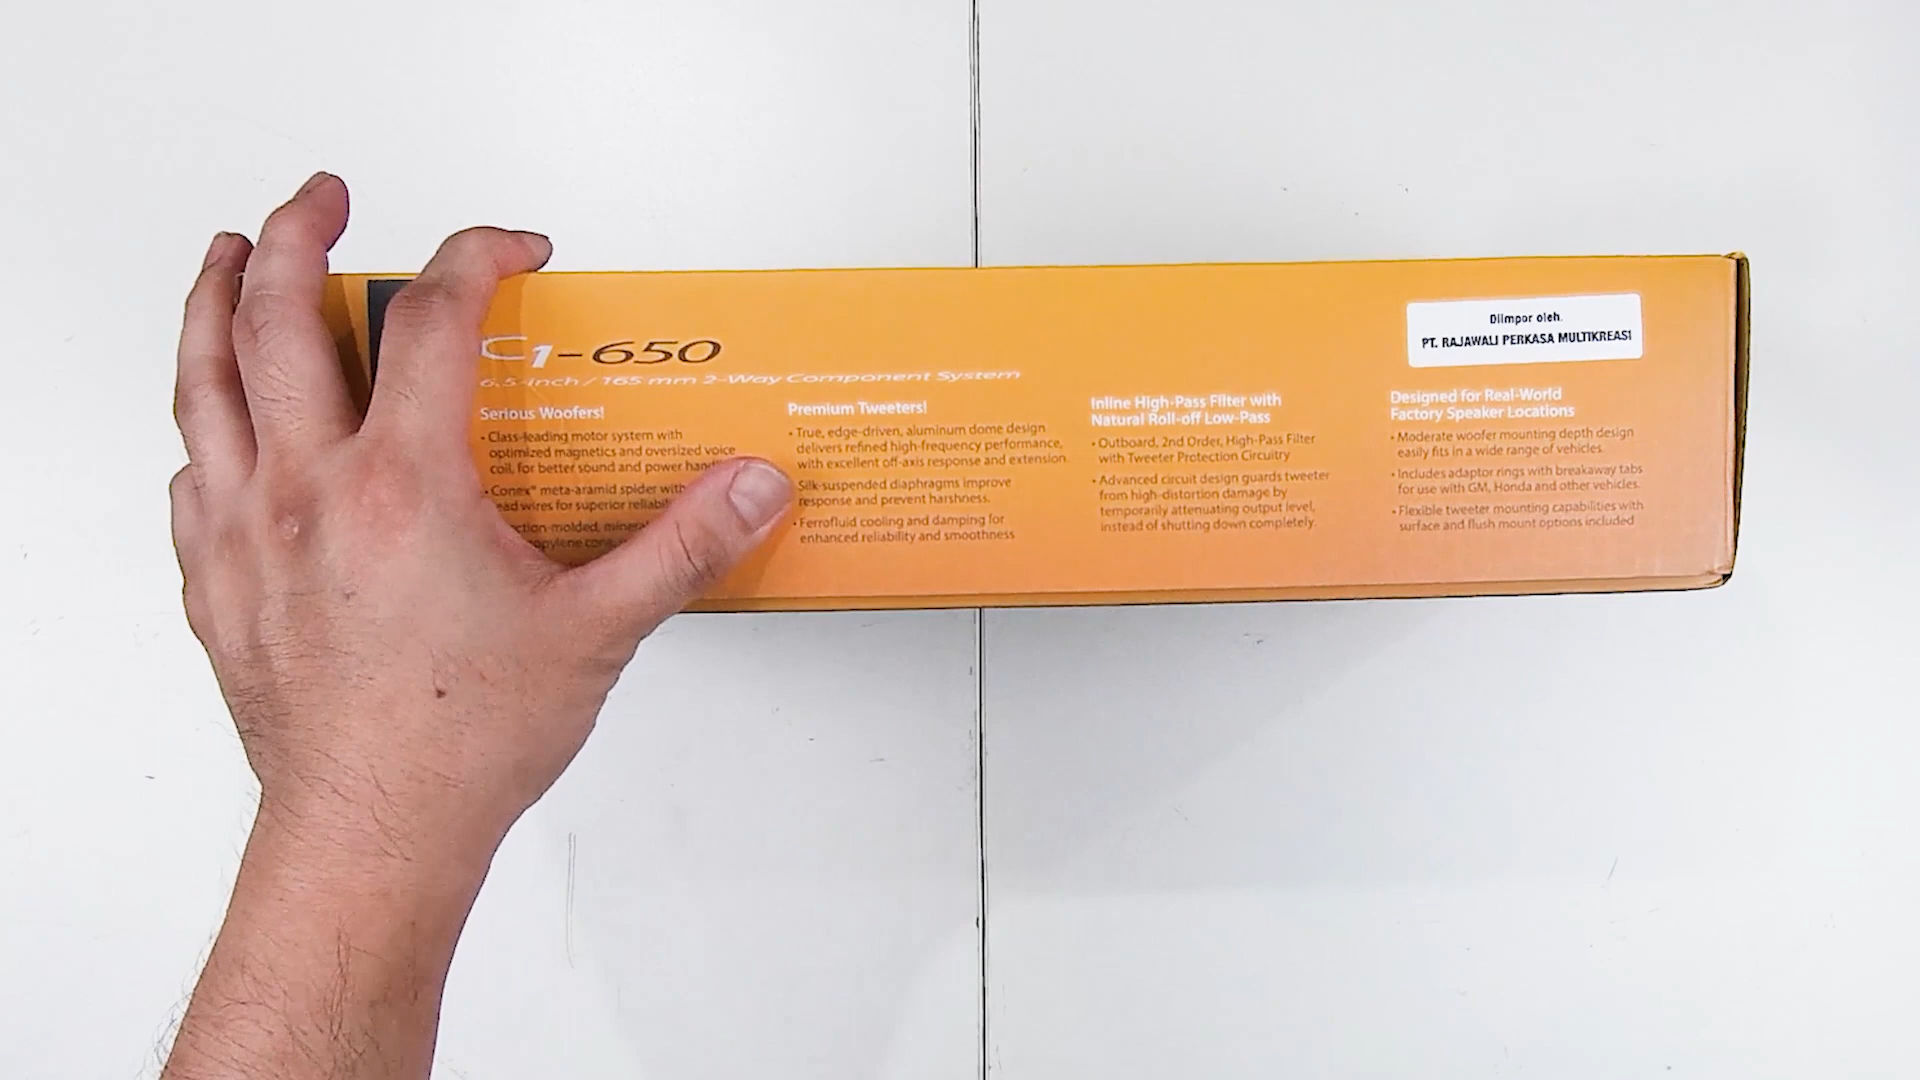 C1-650
6.5-inch / 165 mm 2-Way Component System
Diimpor oleh.
PT. RAJAWALI PERKASA MULTIKREASI
Serious Woofers!
• Class-leading motor system with
optimized magnetics and oversized voice
coil, for better sound and power
• Conex® meta-aramid spider with
wires for superior
polypropylene
Premium Tweeters!
• True, edge-driven, aluminum dome design
delivers refined high-frequency performance,
with excellent off-axis response and extension.
Silk-suspended diaphragms improve
response and prevent harshness.
• Ferrofluid cooling and damping for
enhanced reliability and smoothness
Inline High-Pass Filter with
Natural Roll-off Low-Pass
• Outboard, 2nd Order, High-Pass Filter
with Tweeter Protection Circuitry
• Advanced circuit design guards tweeter
from high-distortion damage by
temporarily attenuating output level,
instead of shutting down completely.
Designed for Real-World
Factory Speaker Locations
• Moderate woofer mounting depth design
easily fits in a wide range of vehicles.
• Includes adaptor rings with breakaway tabs
for use with GM, Honda and other vehicles.
• Flexible tweeter mounting capabilities with
surface and flush mount options included